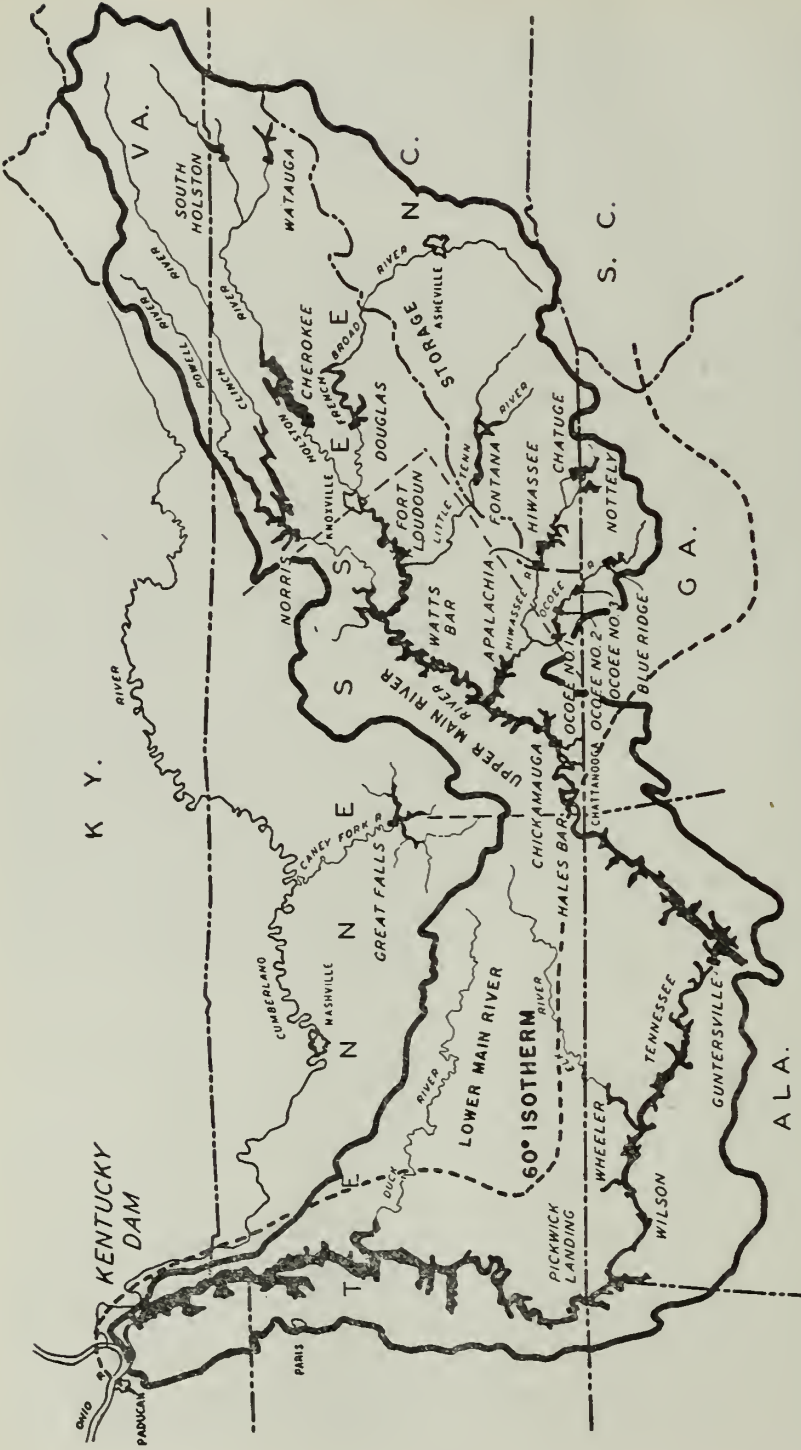 KENTUCKY
DAM
OHIO
PADUCAH
PARIS
K Y.
V A.
N C.
S. C.
G A.
A L A.
T E N N E S S E E
RIVER
CUMBERLAND
NASHVILLE
CANEY FORK R
GREAT FALLS
POWELL
RIVER
CLINCH
RIVER
HOLSTON
RIVER
SOUTH
HOLSTON
WATAUGA
NORRIS
CHEROKEE
KNOXVILLE
FRENCH
BROAD
RIVER
DOUGLAS
STORAGE
ASHEVILLE
FORT
LOUDOUN
LITTLE
TENN
RIVER
FONTANA
WATTS
BAR
UPPER MAIN RIVER
RIVER
APALACHIA
HIWASSEE R
HIWASSEE
CHATUGE
NOTTELY
OCOEE
R
OCOEE NO.1
OCOEE NO.2
OCOEE NO.3
BLUE RIDGE
CHICKAMAUGA
CHATTANOOGA
HALES BAR
DUCK
RIVER
LOWER MAIN RIVER
60° ISOTHERM
RIVER
PICKWICK
LANDING
WHEELER
WILSON
TENNESSEE
GUNTERSVILLE